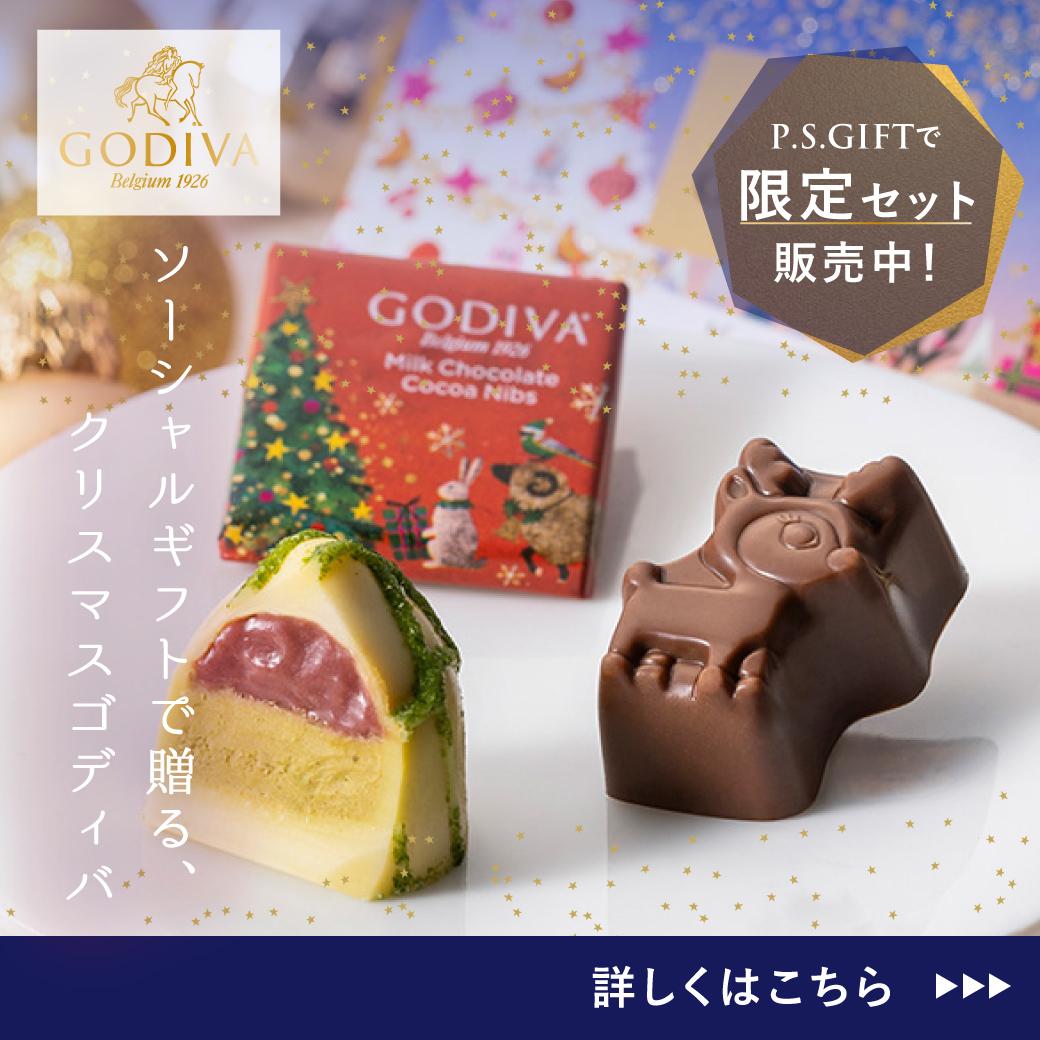 GODIVA
Belgium 1926
P.S.GIFTで
限定セット
販売中!
ソーシャルギフトで贈る、
クリスマスゴディバ
GODIVA
Belgium 1926
Milk Chocolate
Cocoa Nibs
詳しくはこちら